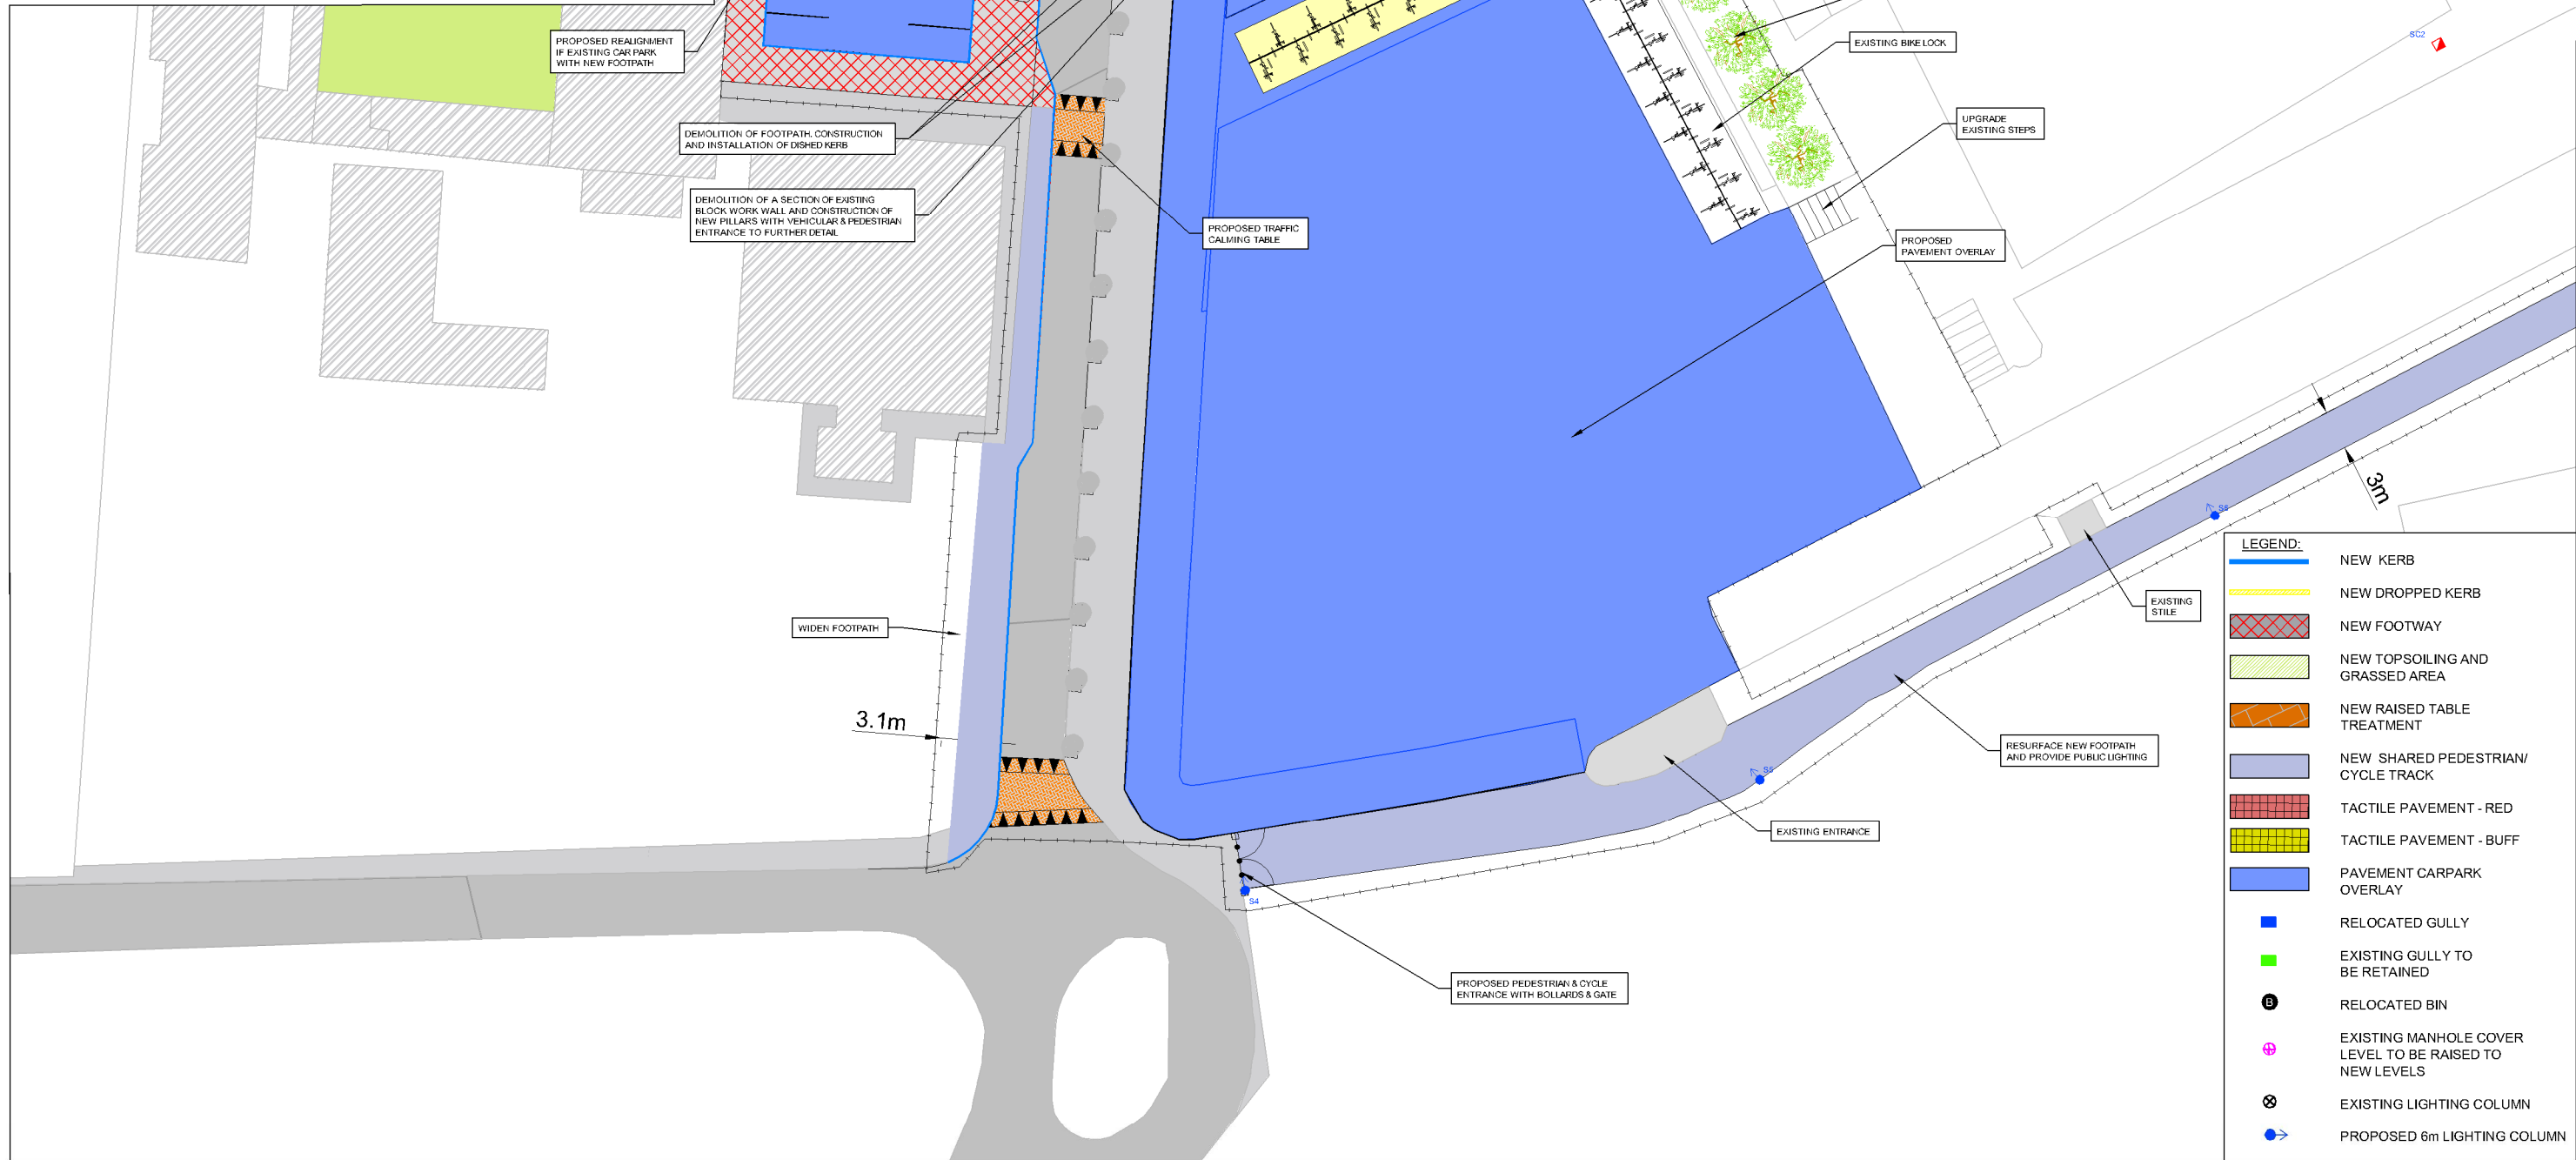 PROPOSED REALIGNMENT
IF EXISTING CAR PARK
WITH NEW FOOTPATH
EXISTING BIKE LOCK
SC2
UPGRADE
EXISTING STEPS
DEMOLITION OF FOOTPATH. CONSTRUCTION
AND INSTALLATION OF DISHED KERB
DEMOLITION OF A SECTION OF EXISTING
BLOCK WORK WALL AND CONSTRUCTION OF
NEW PILLARS WITH VEHICULAR & PEDESTRIAN
ENTRANCE TO FURTHER DETAIL
PROPOSED TRAFFIC
CALMING TABLE
PROPOSED
PAVEMENT OVERLAY
3m
S6
EXISTING
STILE
WIDEN FOOTPATH
3.1m
RESURFACE NEW FOOTPATH
AND PROVIDE PUBLIC LIGHTING
S5
EXISTING ENTRANCE
S4
PROPOSED PEDESTRIAN & CYCLE
ENTRANCE WITH BOLLARDS & GATE
LEGEND:
NEW KERB
NEW DROPPED KERB
NEW FOOTWAY
NEW TOPSOILING AND
GRASSED AREA
NEW RAISED TABLE
TREATMENT
NEW SHARED PEDESTRIAN/
CYCLE TRACK
TACTILE PAVEMENT - RED
TACTILE PAVEMENT - BUFF
PAVEMENT CARPARK
OVERLAY
RELOCATED GULLY
EXISTING GULLY TO
BE RETAINED
B
RELOCATED BIN
EXISTING MANHOLE COVER
LEVEL TO BE RAISED TO
NEW LEVELS
EXISTING LIGHTING COLUMN
PROPOSED 6m LIGHTING COLUMN